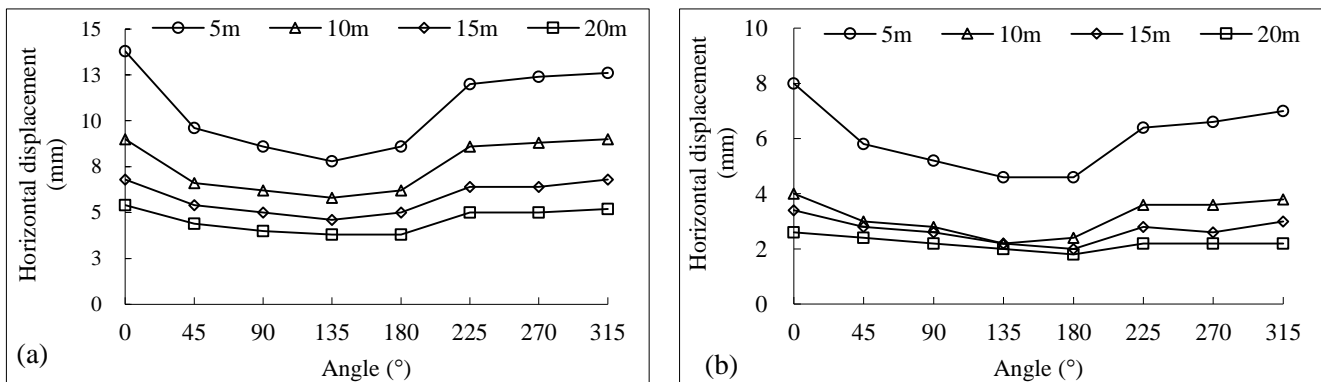 5m 10m 15m 20m
15
13
10
8
5
3
0
Horizontal displacement
(mm)
0 45 90 135 180 225 270 315
Angle (°)
(a)
5m 10m 15m 20m
10
8
6
4
2
0
Horizontal displacement
(mm)
0 45 90 135 180 225 270 315
Angle (°)
(b)